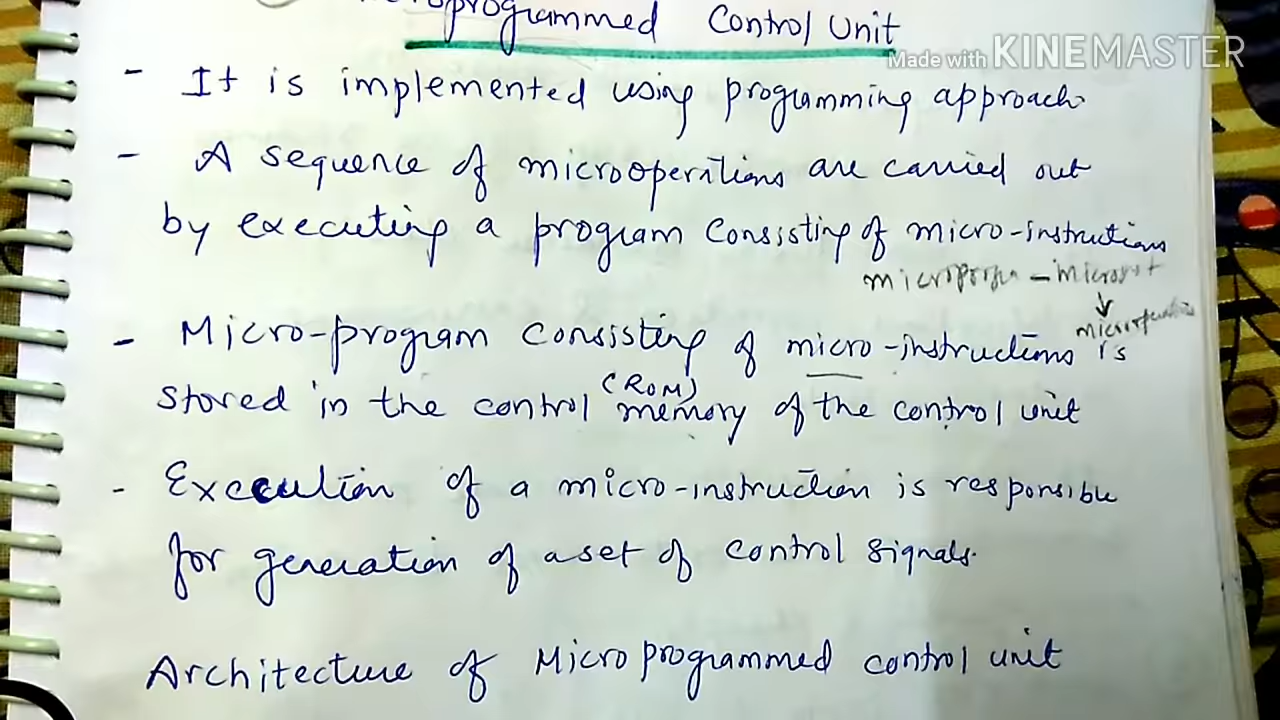 roprogrammed Control Unit
Made with KINEMASTER
- It is implemented using programming approach
- A sequence of microoperations are carried out
by executing a program consisting of micro-instructions
- Micro-program consisting of micro-instructions is
(ROM)
stored in the control memory of the control unit
- Execution of a micro-instruction is responsible
for generation of a set of control signals.
Architecture of Microprogrammed control unit